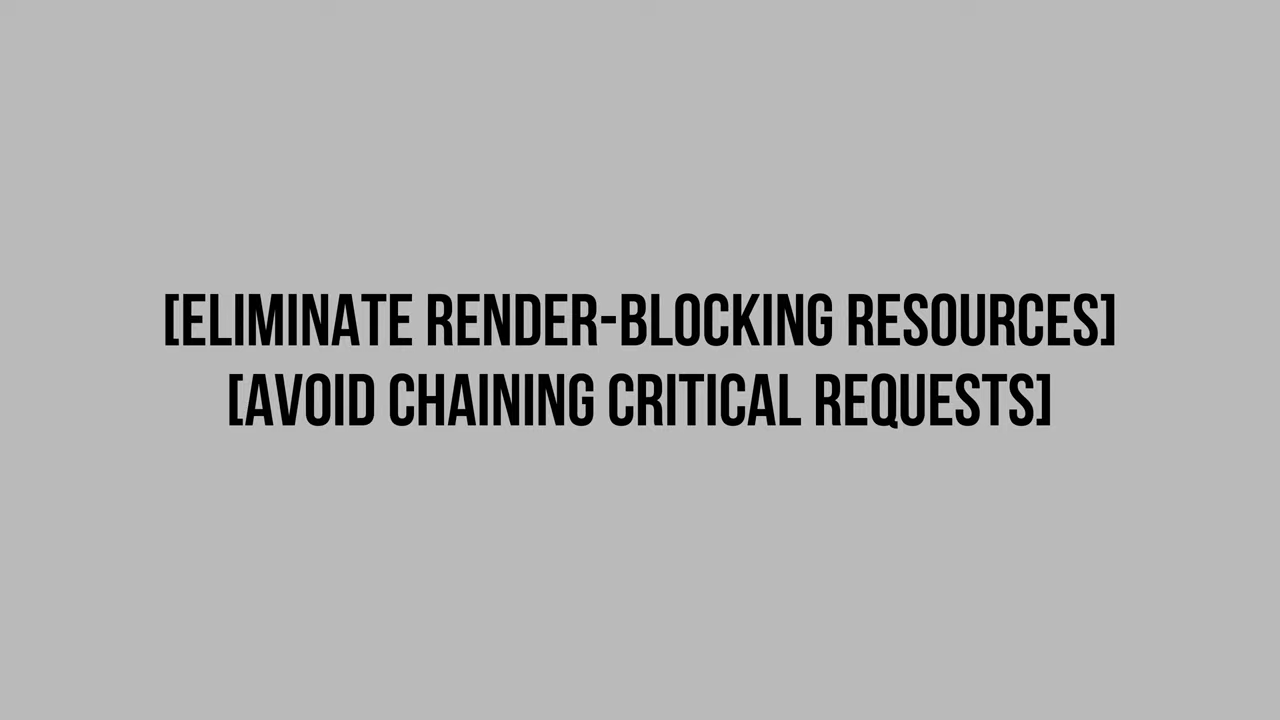 [ELIMINATE RENDER-BLOCKING RESOURCES]
[AVOID CHAINING CRITICAL REQUESTS]